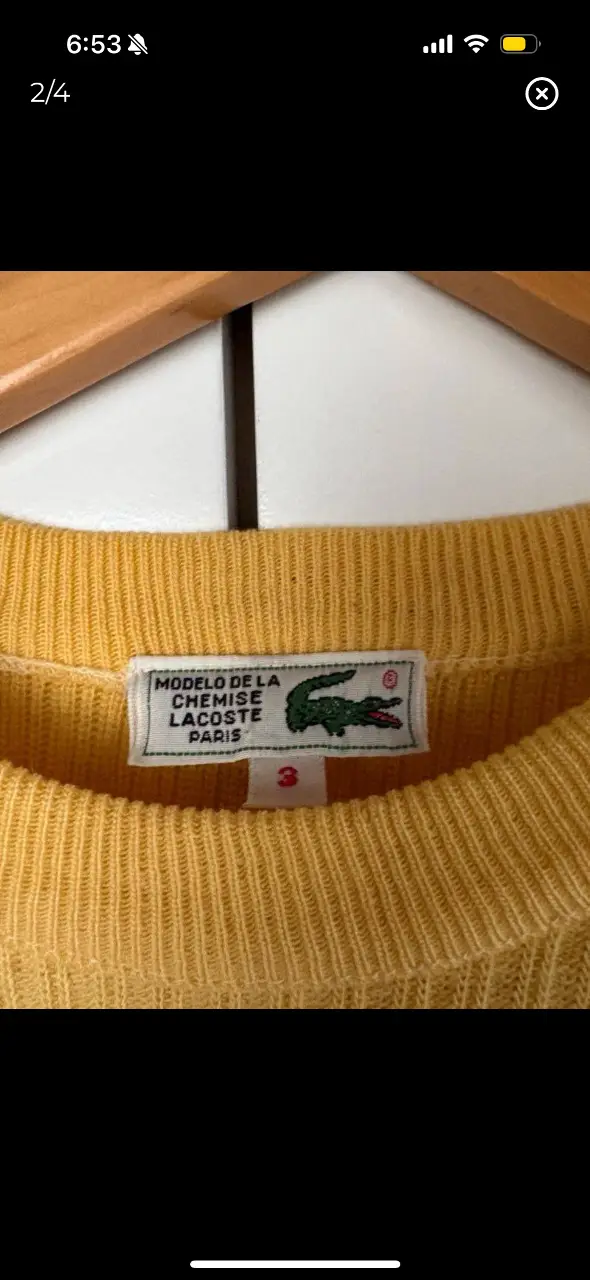 6:53
2/4
MODELO DE LA
CHEMISE
LACOSTE
PARIS
®
3